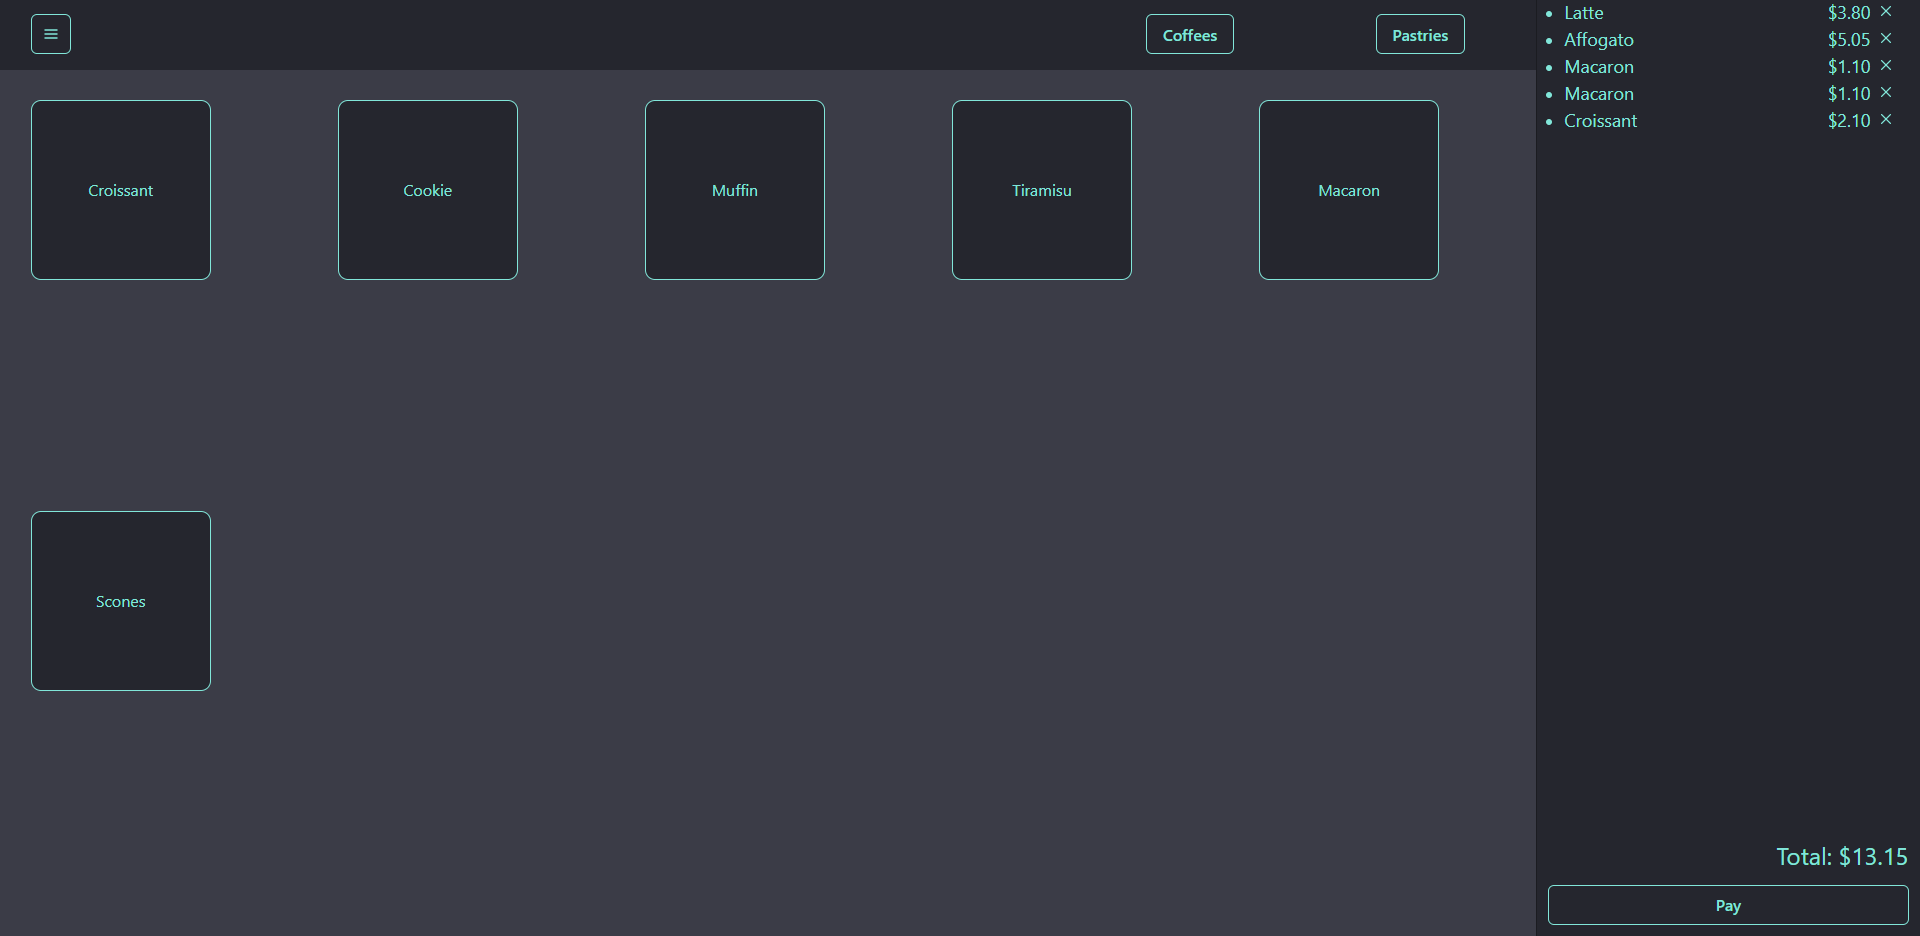 Coffees
Pastries
Croissant
Cookie
Muffin
Tiramisu
Macaron
Scones
Latte $3.80
Affogato $5.05
Macaron $1.10
Macaron $1.10
Croissant $2.10
Total: $13.15
Pay